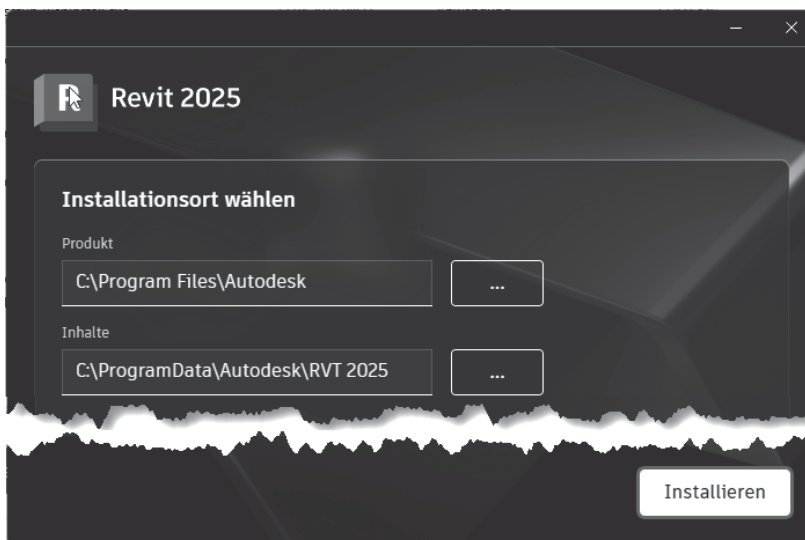 Revit 2025
Installationsort wählen
Produkt
C:\Program Files\Autodesk
...
Inhalte
C:\ProgramData\Autodesk\RVT 2025
...
Installieren